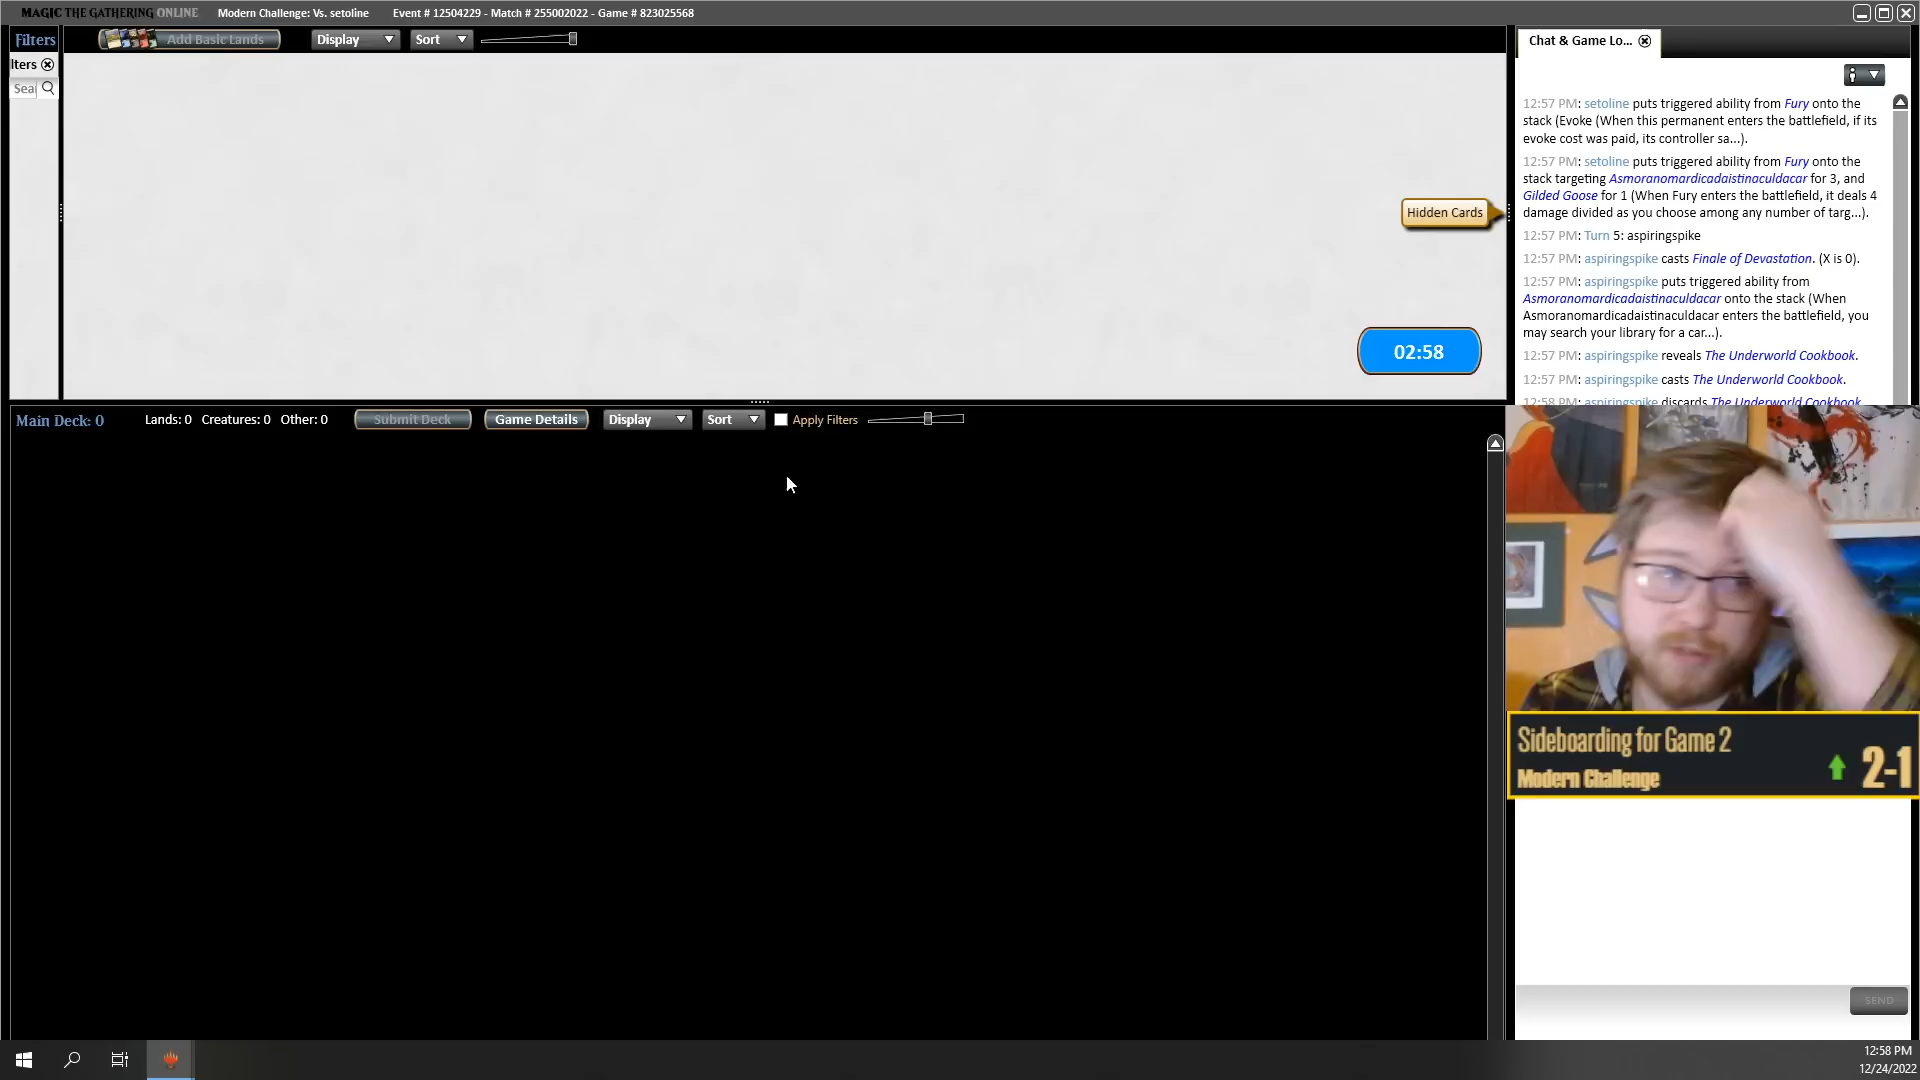 MAGIC THE GATHERING ONLINE Modern Challenge: Vs. setoline Event # 12504229 - Match # 255002022 - Game # 823025568
Filters
Add Basic Lands Display Sort
lters
Sea
Hidden Cards
02:58
Main Deck: 0 Lands: 0 Creatures: 0 Other: 0 Submit Deck Game Details Display Sort Apply Filters
Chat & Game Lo...
12:57 PM: setoline puts triggered ability from Fury onto the
stack (Evoke (When this permanent enters the battlefield, if its
evoke cost was paid, its controller sa...).
12:57 PM: setoline puts triggered ability from Fury onto the
stack targeting Asmoranomardicadaistinaculdacar for 3, and
Gilded Goose for 1 (When Fury enters the battlefield, it deals 4
damage divided as you choose among any number of targ...).
12:57 PM: Turn 5: aspiringspike
12:57 PM: aspiringspike casts Finale of Devastation. (X is 0).
12:57 PM: aspiringspike puts triggered ability from
Asmoranomardicadaistinaculdacar onto the stack (When
Asmoranomardicadaistinaculdacar enters the battlefield, you
may search your library for a car...).
12:57 PM: aspiringspike reveals The Underworld Cookbook.
12:57 PM: aspiringspike casts The Underworld Cookbook.
12:58 PM: aspiringspike discards The Underworld Cookbook
Sideboarding for Game 2
Modern Challenge 2-1
SEND
12:58 PM
12/24/2022